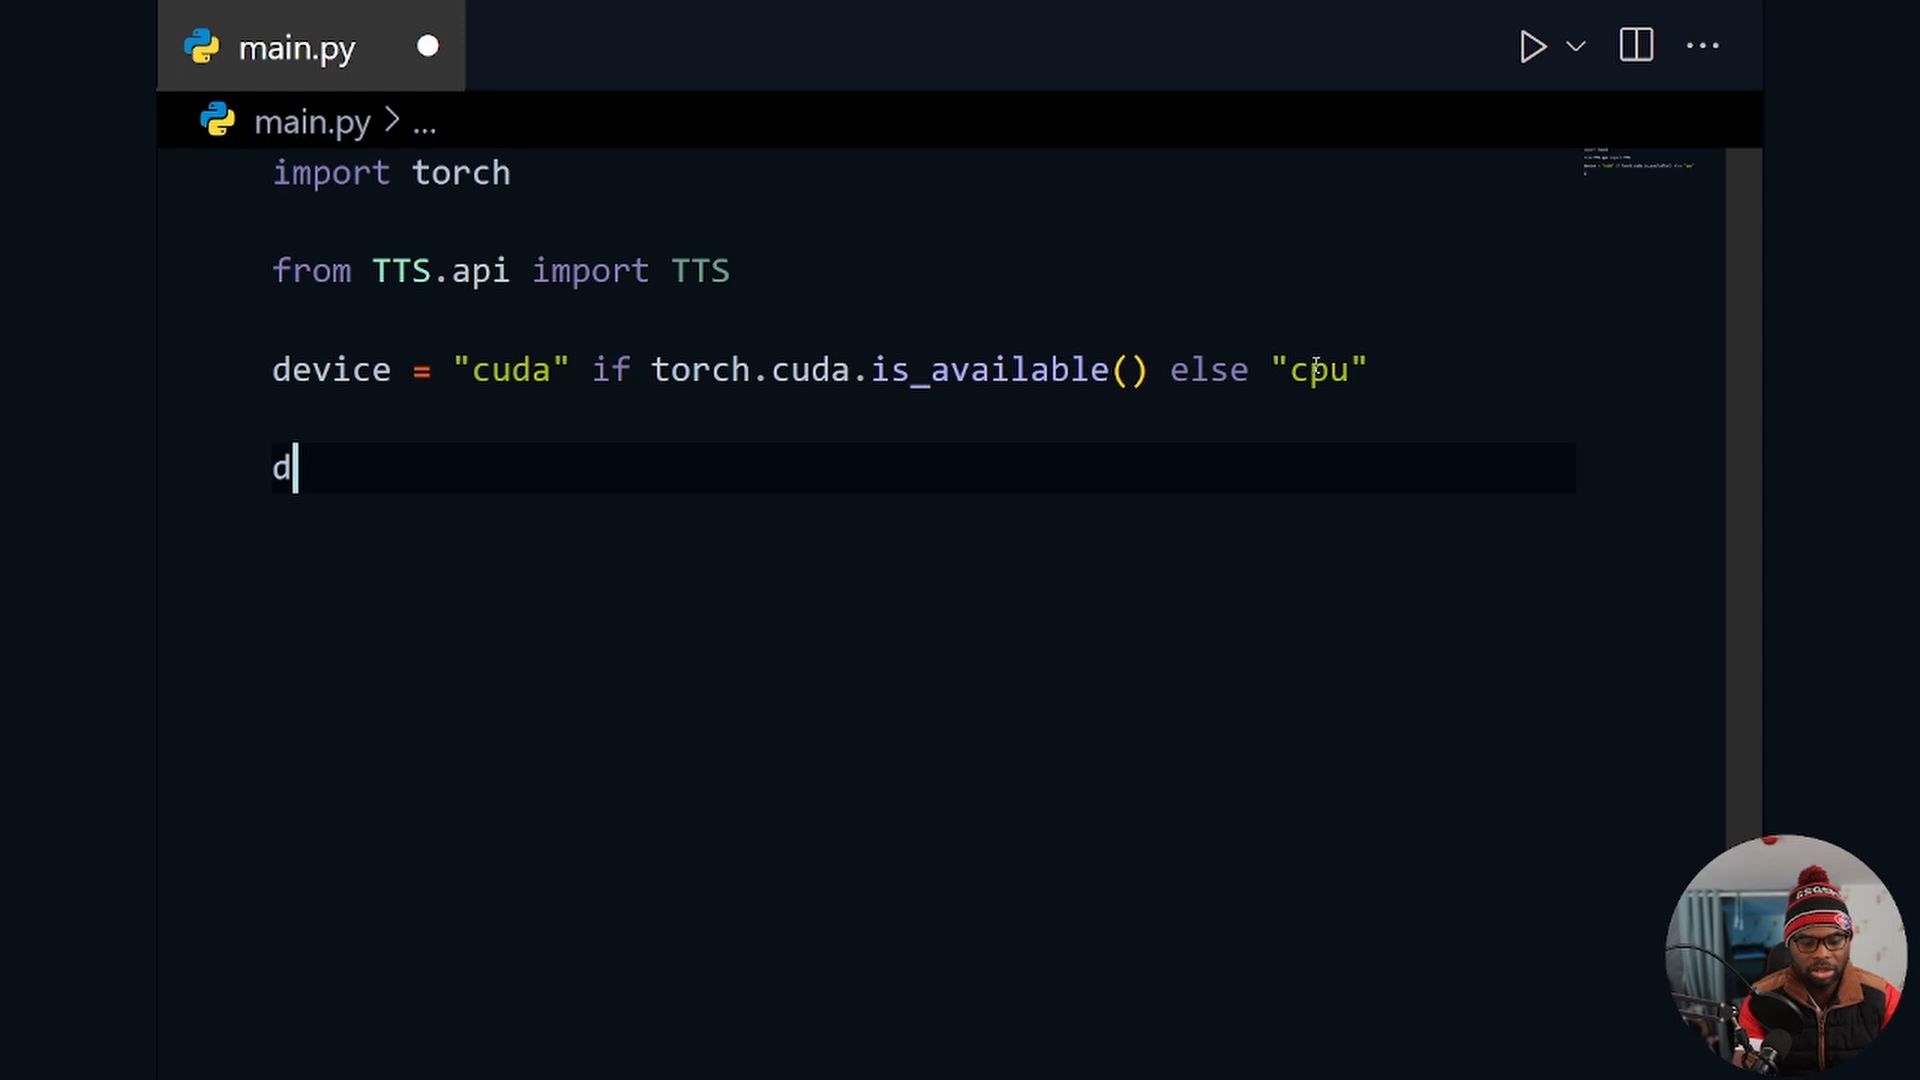 main.py
main.py > ...
import torch
from TTS.api import TTS
device = "cuda" if torch.cuda.is_available() else "cpu"
d